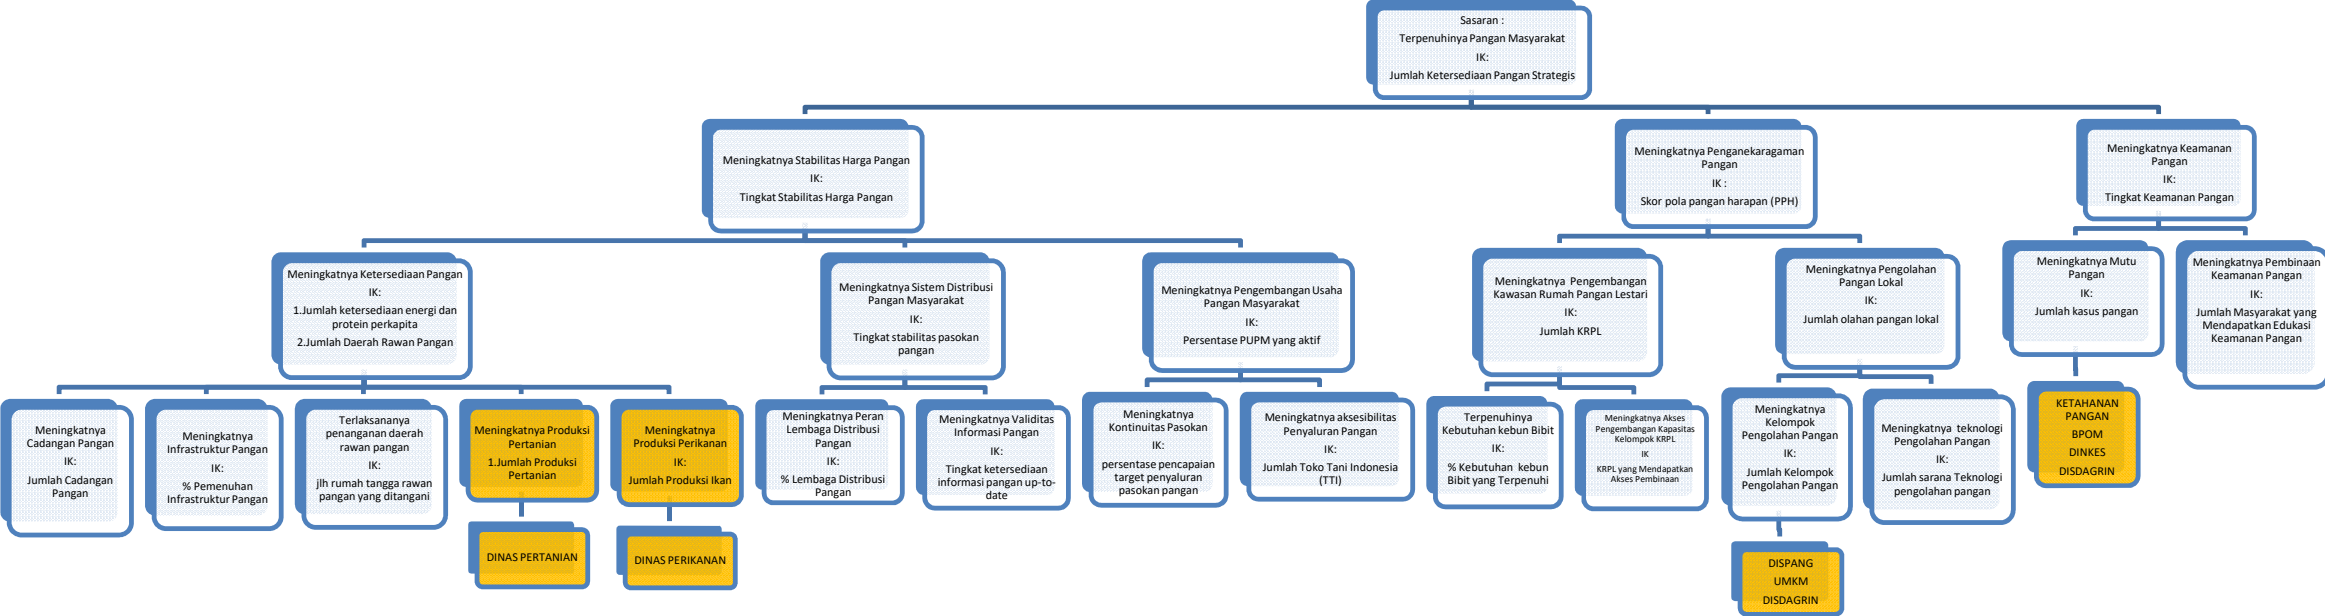 Sasaran :
Terpenuhinya Pangan Masyarakat
IK:
Jumlah Ketersediaan Pangan Strategis
Meningkatnya Stabilitas Harga Pangan
IK:
Tingkat Stabilitas Harga Pangan
Meningkatnya Penganekaragaman
Pangan
IK :
Skor pola pangan harapan (PPH)
Meningkatnya Keamanan
Pangan
IK:
Tingkat Keamanan Pangan
Meningkatnya Ketersediaan Pangan
IK:
1.Jumlah ketersediaan energi dan
protein perkapita
2.Jumlah Daerah Rawan Pangan
Meningkatnya Sistem Distribusi
Pangan Masyarakat
IK:
Tingkat stabilitas pasokan
pangan
Meningkatnya Pengembangan Usaha
Pangan Masyarakat
IK:
Persentase PUPM yang aktif
Meningkatnya Pengembangan
Kawasan Rumah Pangan Lestari
IK:
Jumlah KRPL
Meningkatnya Pengolahan
Pangan Lokal
IK:
Jumlah olahan pangan lokal
Meningkatnya Mutu
Pangan
IK:
Jumlah kasus pangan
Meningkatnya Pembinaan
Keamanan Pangan
IK:
Jumlah Masyarakat yang
Mendapatkan Edukasi
Keamanan Pangan
Meningkatnya
Cadangan Pangan
IK:
Jumlah Cadangan
Pangan
Meningkatnya
Infrastruktur Pangan
IK:
% Pemenuhan
Infrastruktur Pangan
Terlaksananya
penanganan daerah
rawan pangan
IK:
jlh rumah tangga rawan
pangan yang ditangani
Meningkatnya Produksi
Pertanian
1.Jumlah Produksi
Pertanian
Meningkatnya
Produksi Perikanan
IK:
Jumlah Produksi Ikan
Meningkatnya Peran
Lembaga Distribusi
Pangan
IK:
% Lembaga Distribusi
Pangan
Meningkatnya Validitas
Informasi Pangan
IK:
Tingkat ketersediaan
informasi pangan up-to-
date
Meningkatnya
Kontinuitas Pasokan
IK:
persentase pencapaian
target penyaluran
pasokan pangan
Meningkatnya aksesibilitas
Penyaluran Pangan
IK:
Jumlah Toko Tani Indonesia
(TTI)
Terpenuhinya
Kebutuhan kebun Bibit
IK:
% Kebutuhan kebun
Bibit yang Terpenuhi
Meningkatnya Akses
Pengembangan Kapasitas
Kelompok KRPL
IK
KRPL yang Mendapatkan
Akses Pembinaan
Meningkatnya
Kelompok
Pengolahan Pangan
IK:
Jumlah Kelompok
Pengolahan Pangan
Meningkatnya teknologi
Pengolahan Pangan
IK:
Jumlah sarana Teknologi
pengolahan pangan
KETAHANAN
PANGAN
BPOM
DINKES
DISDAGRIN
DINAS PERTANIAN
DINAS PERIKANAN
DISPANG
UMKM
DISDAGRIN